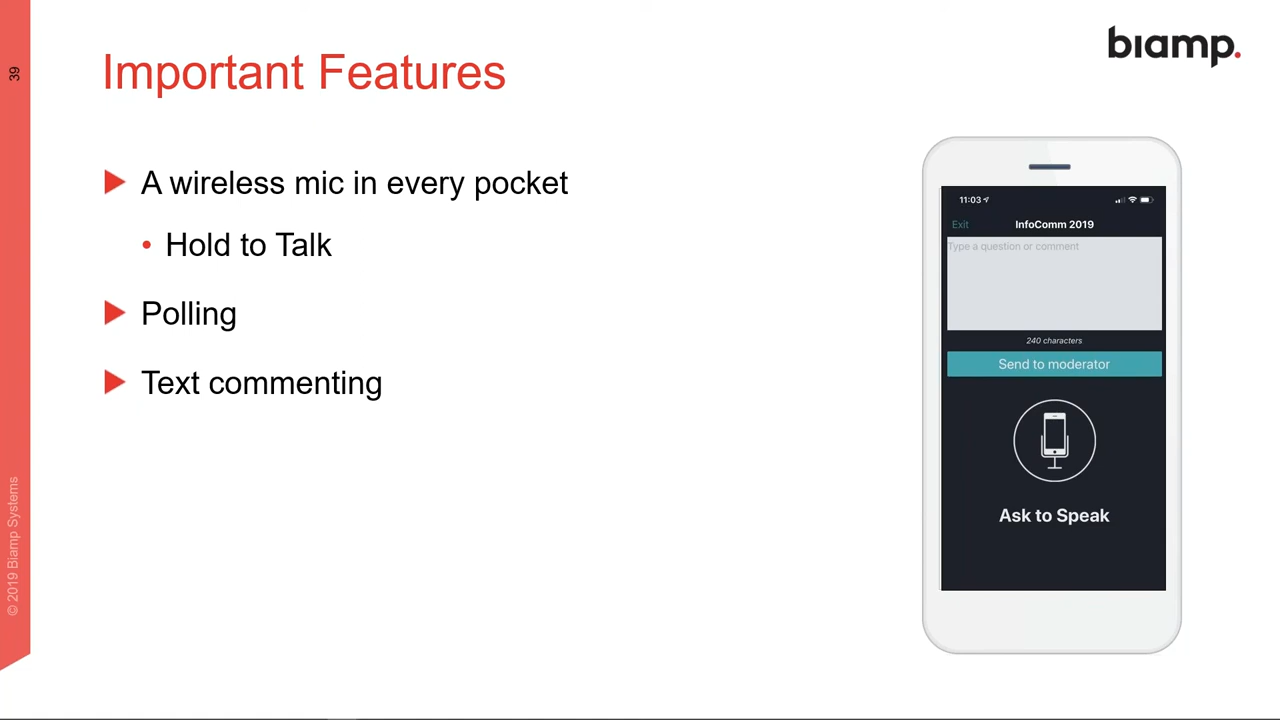 39
Important Features
biamp.
A wireless mic in every pocket
Hold to Talk
Polling
Text commenting
© 2019 Biamp Systems
11:03
Exit InfoComm 2019
Type a question or comment
240 characters
Send to moderator
Ask to Speak